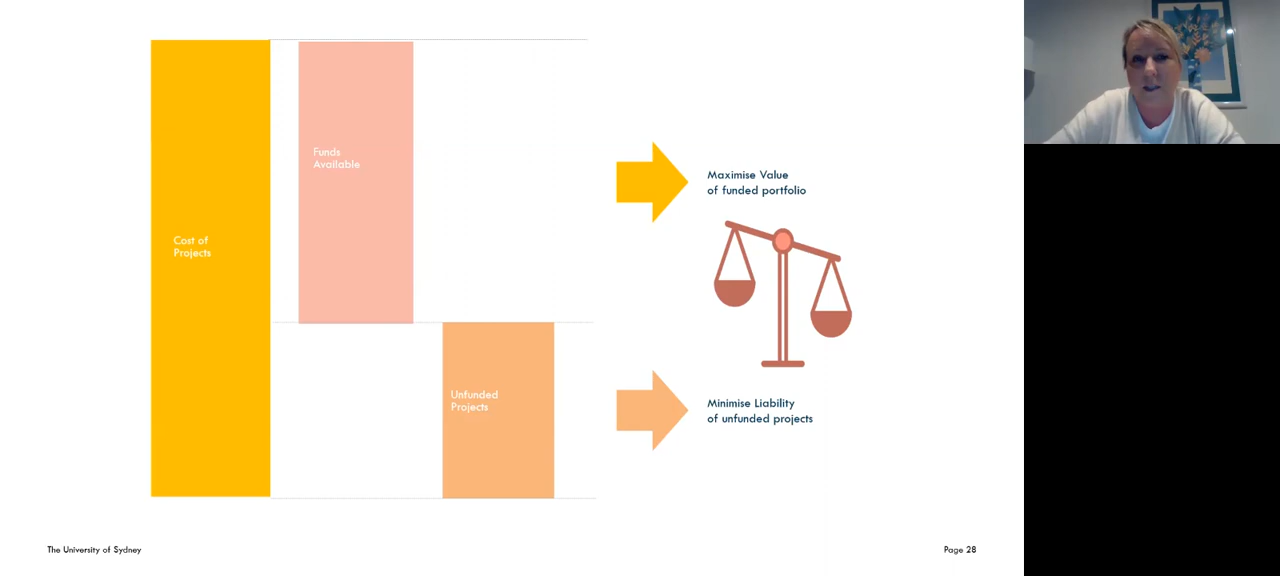 Funds
Available
Cost of
Projects
Unfunded
Projects
Maximise Value
of funded portfolio
Minimise Liability
of unfunded projects
The University of Sydney
Page 28